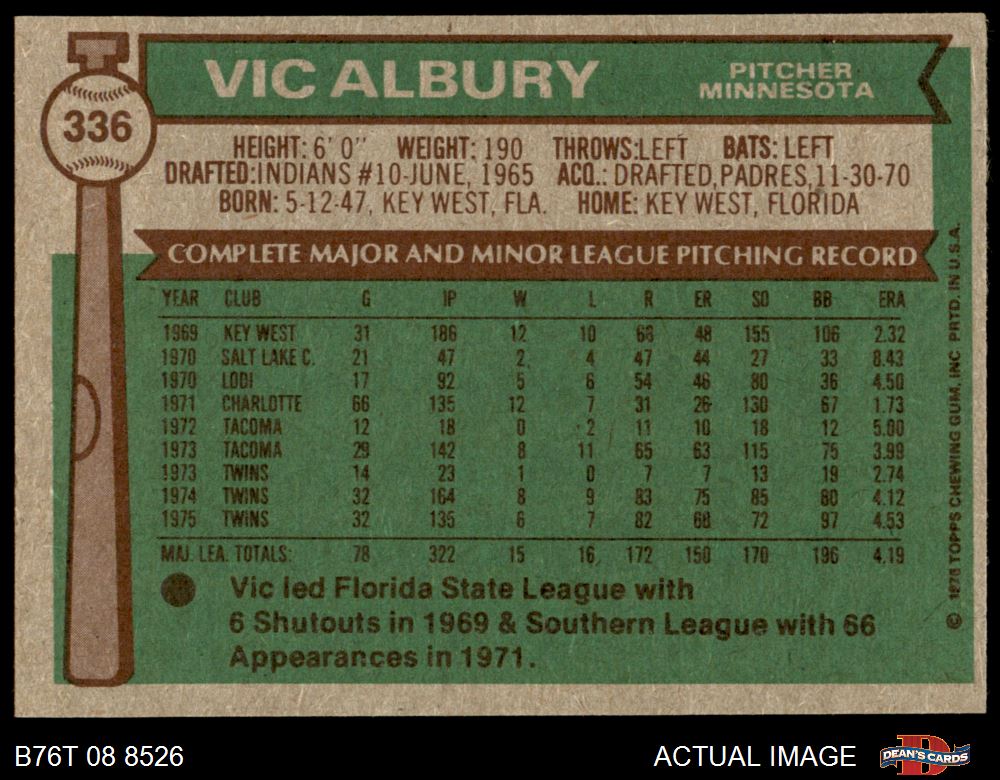 336
VIC ALBURY
PITCHER
MINNESOTA
HEIGHT: 6' 0" WEIGHT: 190 THROWS: LEFT BATS: LEFT
DRAFTED: INDIANS #10-JUNE, 1965 ACQ.: DRAFTED, PADRES, 11-30-70
BORN: 5-12-47, KEY WEST, FLA. HOME: KEY WEST, FLORIDA
COMPLETE MAJOR AND MINOR LEAGUE PITCHING RECORD
YEAR CLUB G IP W L R ER SO BB ERA
1969 KEY WEST 31 186 12 10 68 48 155 106 2.32
1970 SALT LAKE C. 21 47 2 4 47 44 27 33 8.43
1970 LODI 17 92 5 6 54 46 80 36 4.50
1971 CHARLOTTE 66 135 12 7 31 26 130 67 1.73
1972 TACOMA 12 18 0 2 11 10 18 12 5.00
1973 TACOMA 29 142 8 11 65 63 115 75 3.99
1973 TWINS 14 23 1 0 7 7 13 19 2.74
1974 TWINS 32 164 8 9 83 75 85 80 4.12
1975 TWINS 32 135 6 7 82 68 72 97 4.53
MAJ. LEA. TOTALS: 78 322 15 16 172 150 170 196 4.19
Vic led Florida State League with
6 Shutouts in 1969 & Southern League with 66
Appearances in 1971.
© 1976 TOPPS CHEWING GUM, INC. PRTD. IN U.S.A.
B76T 08 8526
ACTUAL IMAGE
DEAN'S CARDS